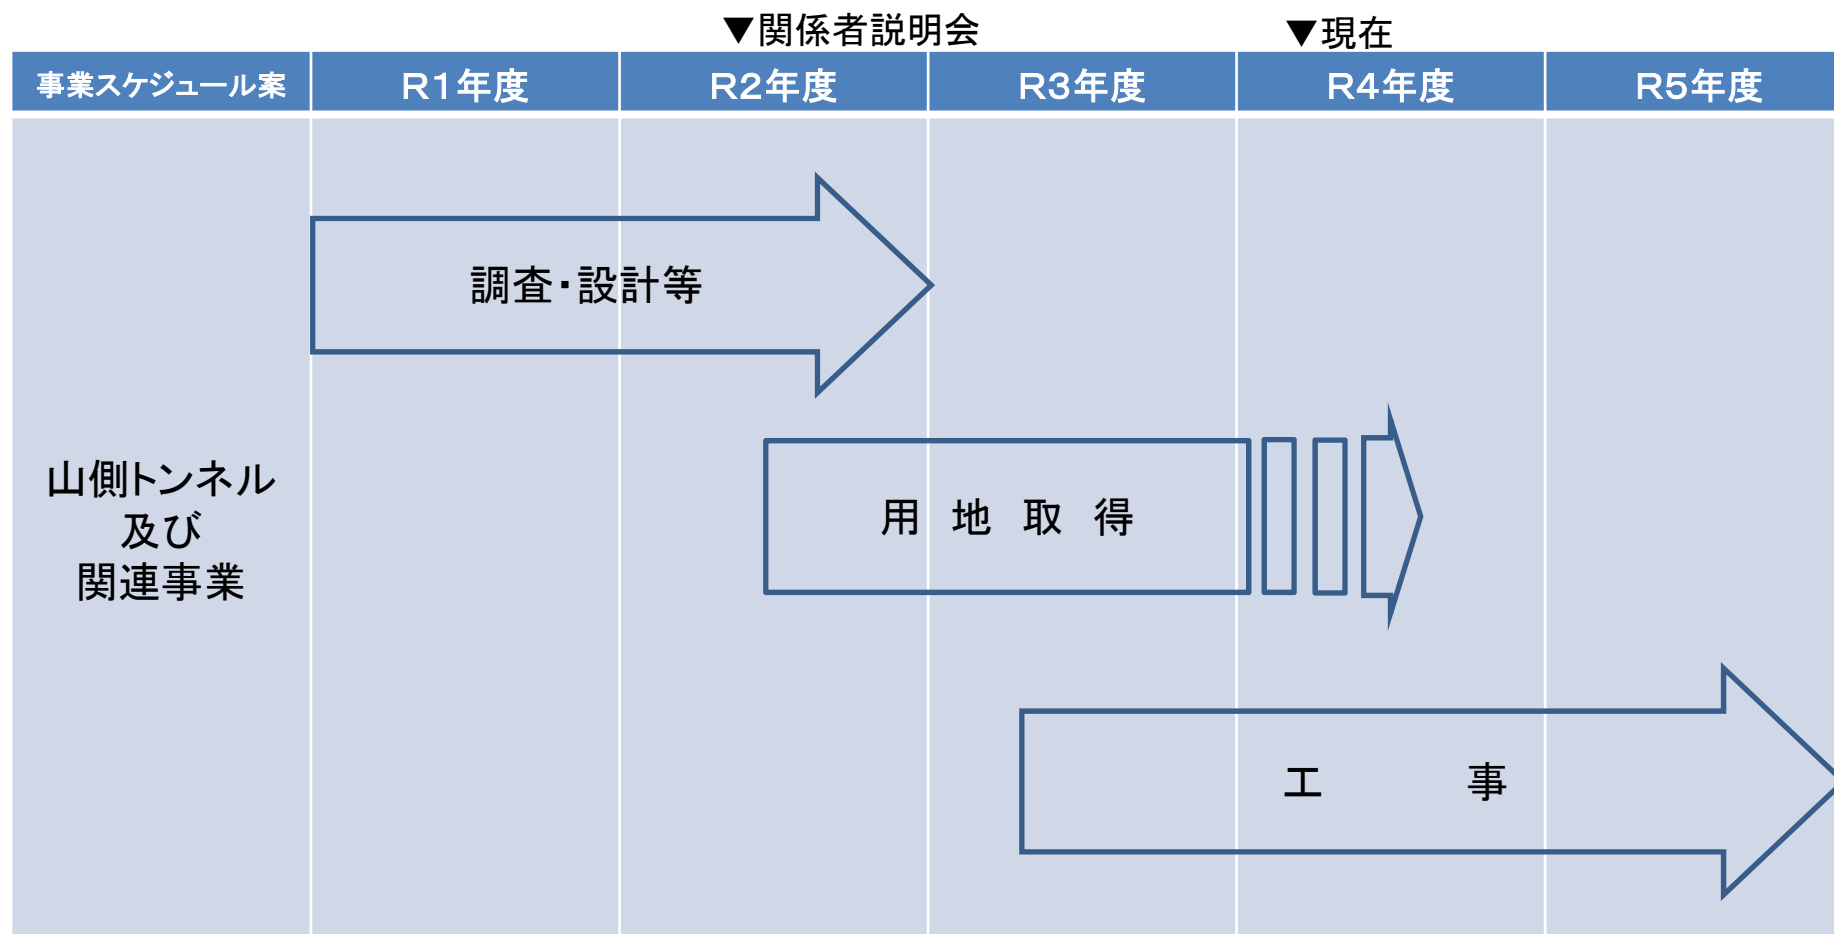 ▼関係者説明会
▼現在
事業スケジュール案
R1年度
R2年度
R3年度
R4年度
R5年度
調査・設計等
山側トンネル
及び
関連事業
用地取得
工事